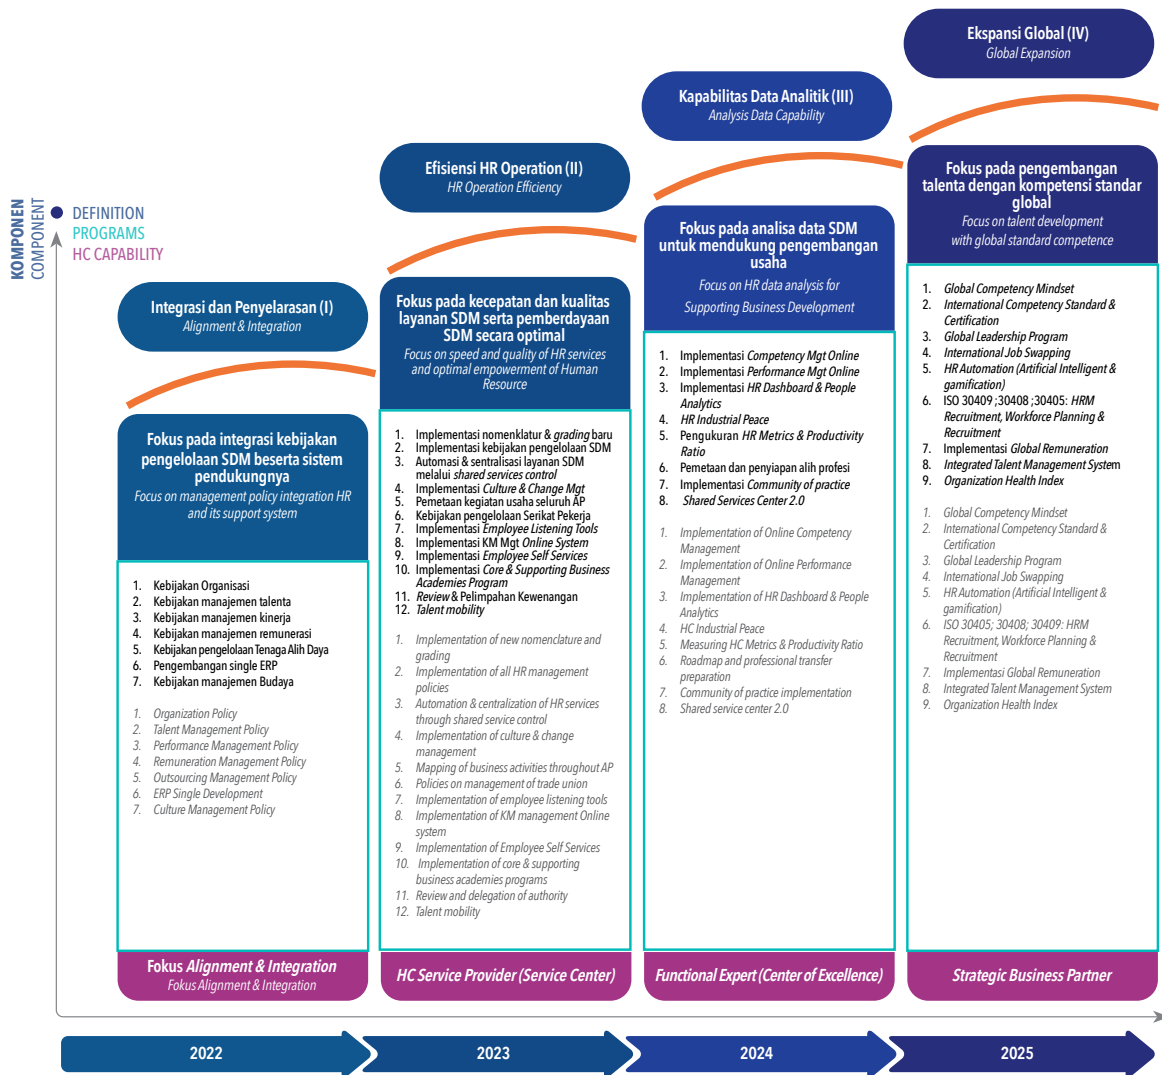 KOMPONEN
COMPONENT
DEFINITION
PROGRAMS
HC CAPABILITY
Integrasi dan Penyelarasan (I)
Alignment & Integration
Fokus pada integrasi kebijakan
pengelolaan SDM beserta sistem
pendukungnya
Focus on management policy integration HR
and its support system
1. Kebijakan Organisasi
2. Kebijakan manajemen talenta
3. Kebijakan manajemen kinerja
4. Kebijakan manajemen remunerasi
5. Kebijakan pengelolaan Tenaga Alih Daya
6. Pengembangan single ERP
7. Kebijakan manajemen Budaya
1. Organization Policy
2. Talent Management Policy
3. Performance Management Policy
4. Remuneration Management Policy
5. Outsorcing Management Policy
6. ERP Single Development
7. Culture Management Policy
Fokus Alignment & Integration
Fokus Alignment & Integration
Efisiensi HR Operation (II)
HR Operation Efficiency
Fokus pada kecepatan dan kualitas
layanan SDM serta pemberdayaan
SDM secara optimal
Focus on speed and quality of HR services
and optimal empowerment of Human
Resource
1. Implementasi nomenklatur & grading baru
2. Implementasi kebijakan pengelolaan SDM
3. Automasi & sentralisasi layanan SDM
melalui shared services control
4. Implementasi Culture & Change Mgt
5. Pemetaan kegiatan usaha seluruh AP
6. Kebijakan pengelolaan Serikat Pekerja
7. Implementasi Employee Listening Tools
8. Implementasi KM Mgt Online System
9. Implementasi Employee Self Services
10. Implementasi Core & Supporting Business
Academies Program
11. Review & Pelimpahan Kewenangan
12. Talent mobility
1. Implementation of new nomenclature and
grading
2. Implementation of all HR management
policies
3. Automation & centralization of HR services
through shared service control
4. Implementation of culture & change
management
5. Mapping of business activities throughout AP
6. Policies on management of trade union
7. Implementation of employee listening tools
8. Implementation of KM management Online
system
9. Implementation of Employee Self Services
10. Implementation of core & supporting
business academies programs
11. Review and delegation of authority
12. Talent mobility
HC Service Provider (Service Center)
Kapabilitas Data Analitik (III)
Analysis Data Capability
Fokus pada analisa data SDM
untuk mendukung pengembangan
usaha
Focus on HR data analysis for
Supporting Business Development
1. Implementasi Competency Mgt Online
2. Implementasi Performance Mgt Online
3. Implementasi HR Dashboard & People
Analytics
4. HR Industrial Peace
5. Pengukuran HR Metrics & Productivity
Ratio
6. Pemetaan dan penyiapan alih profesi
7. Implementasi Community of practice
8. Shared Services Center 2.0
1. Implementation of Online Competency
Management
2. Implementation of Online Performance
Management
3. Implementation of HR Dashboard & People
Analytics
4. HC Industrial Peace
5. Measuring HC Metrics & Productivity Ratio
6. Roadmap and professional transfer
preparation
7. Community of practice implementation
8. Shared service center 2.0
Functional Expert (Center of Excellence)
Ekspansi Global (IV)
Global Expansion
Fokus pada pengembangan
talenta dengan kompetensi standar
global
Focus on talent development
with global standard competence
1. Global Competency Mindset
2. International Competency Standard &
Certification
3. Global Leadership Program
4. International Job Swapping
5. HR Automation (Artificial Intelligent &
gamification)
6. ISO 30409 ;30408 ;30405: HRM
Recruitment, Workforce Planning &
Recruitment
7. Implementasi Global Remuneration
8. Integrated Talent Management System
9. Organization Health Index
1. Global Competency Mindset
2. International Competency Standard &
Certification
3. Global Leadership Program
4. International Job Swapping
5. HR Automation (Artificial Intelligent &
gamification)
6. ISO 30405; 30408; 30409: HRM
Recruitment, Workforce Planning &
Recruitment
7. Implementasi Global Remuneration
8. Integrated Talent Management System
9. Organization Health Index
Strategic Business Partner
2022
2023
2024
2025